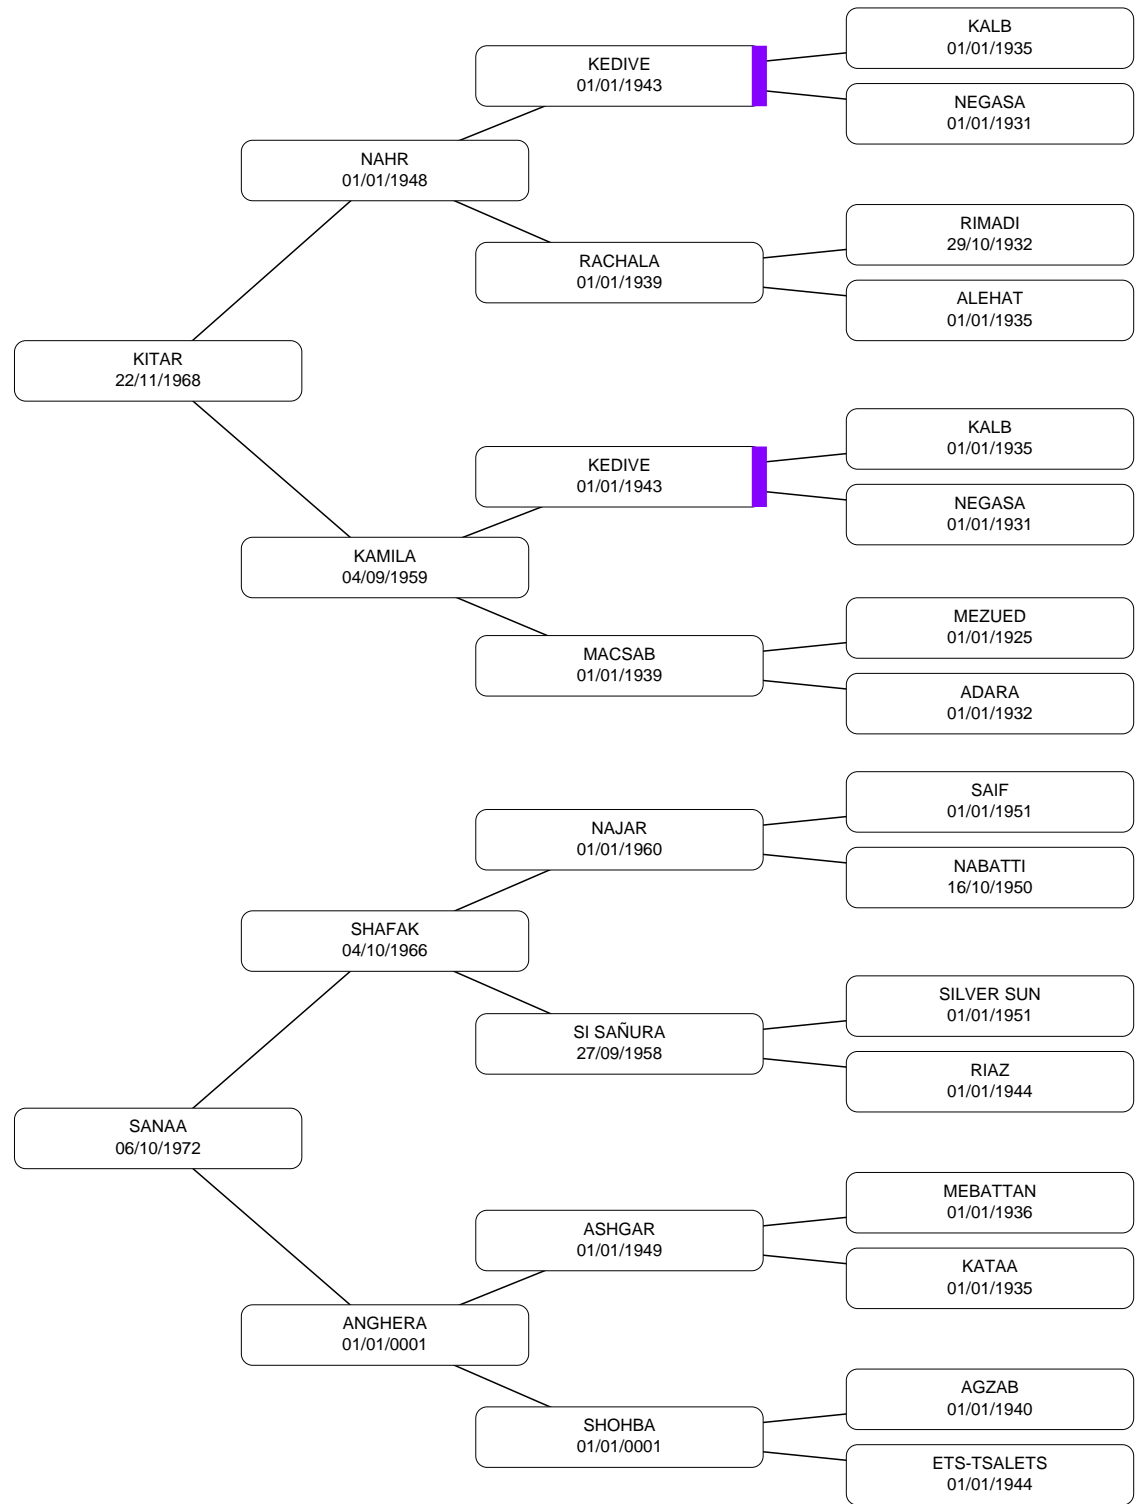 KALB
01/01/1935
KEDIVE
01/01/1943
NEGASA
01/01/1931
NAHR
01/01/1948
RIMADI
29/10/1932
RACHALA
01/01/1939
ALEHAT
01/01/1935
KITAR
22/11/1968
KALB
01/01/1935
KEDIVE
01/01/1943
NEGASA
01/01/1931
KAMILA
04/09/1959
MEZUED
01/01/1925
MACSAB
01/01/1939
ADARA
01/01/1932
SAIF
01/01/1951
NAJAR
01/01/1960
NABATTI
16/10/1950
SHAFAK
04/10/1966
SILVER SUN
01/01/1951
SI SAÑURA
27/09/1958
RIAZ
01/01/1944
SANAA
06/10/1972
MEBATTAN
01/01/1936
ASHGAR
01/01/1949
KATAA
01/01/1935
ANGHERA
01/01/0001
AGZAB
01/01/1940
SHOHBA
01/01/0001
ETS-TSALETS
01/01/1944